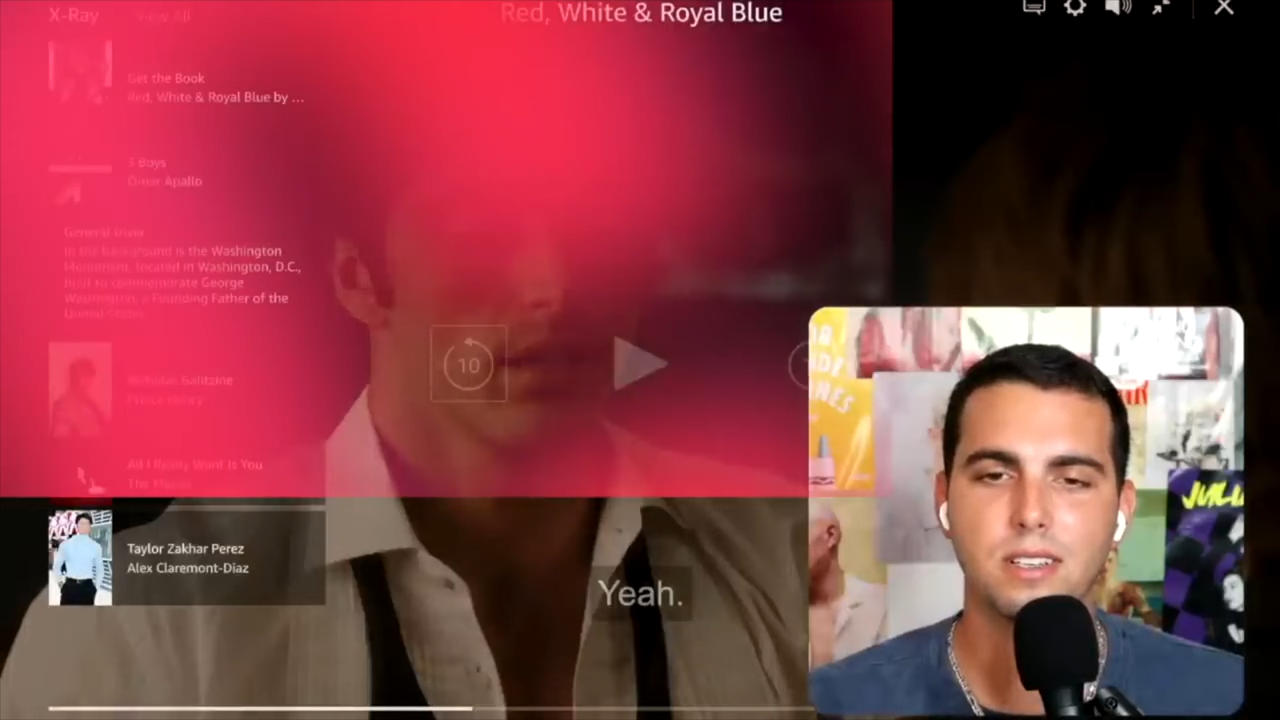 X-Ray
View All
Red, White & Royal Blue
Get the Book
Red, White & Royal Blue by ...
3 Boys
Omar Apollo
General Trivia
In the background is the Washington
Monument, located in Washington, D.C.,
built to commemorate George
Washington, a Founding Father of the
United States.
Nicholas Galitzine
Prince Henry
All I Really Want Is You
The Marías
Taylor Zakhar Perez
Alex Claremont-Diaz
10
Yeah.